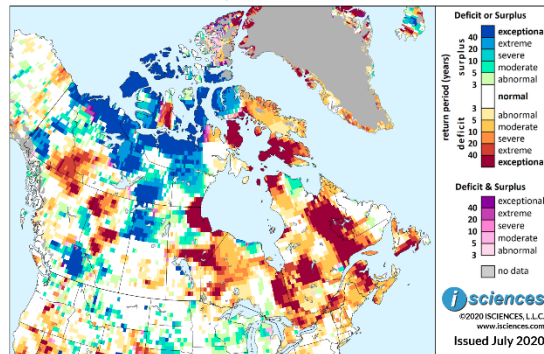 Deficit or Surplus
exceptional
40
extreme
20
severe
10
moderate
5
abnormal
3
normal
3
abnormal
5
moderate
10
severe
20
extreme
40
exceptional
return period (years)
deficit
surplus
Deficit & Surplus
exceptional
40
extreme
20
severe
10
moderate
5
abnormal
3
no data
i sciences
©2020 ISCIENCES, L.L.C.
www.isciences.com
Issued July 2020